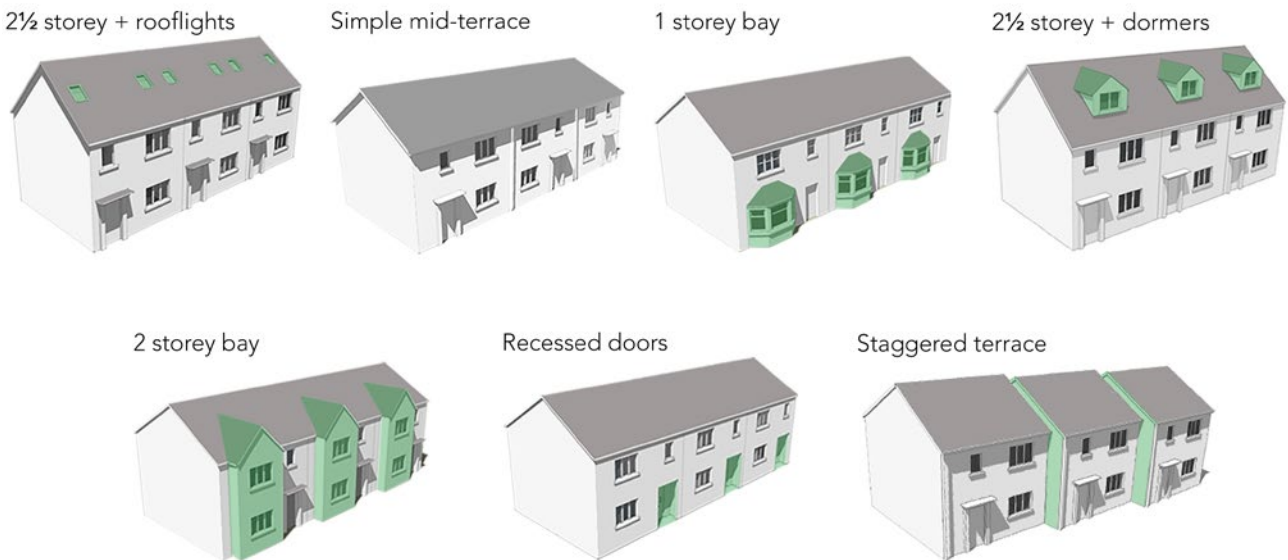 2½ storey + rooflights
Simple mid-terrace
1 storey bay
2½ storey + dormers
2 storey bay
Recessed doors
Staggered terrace